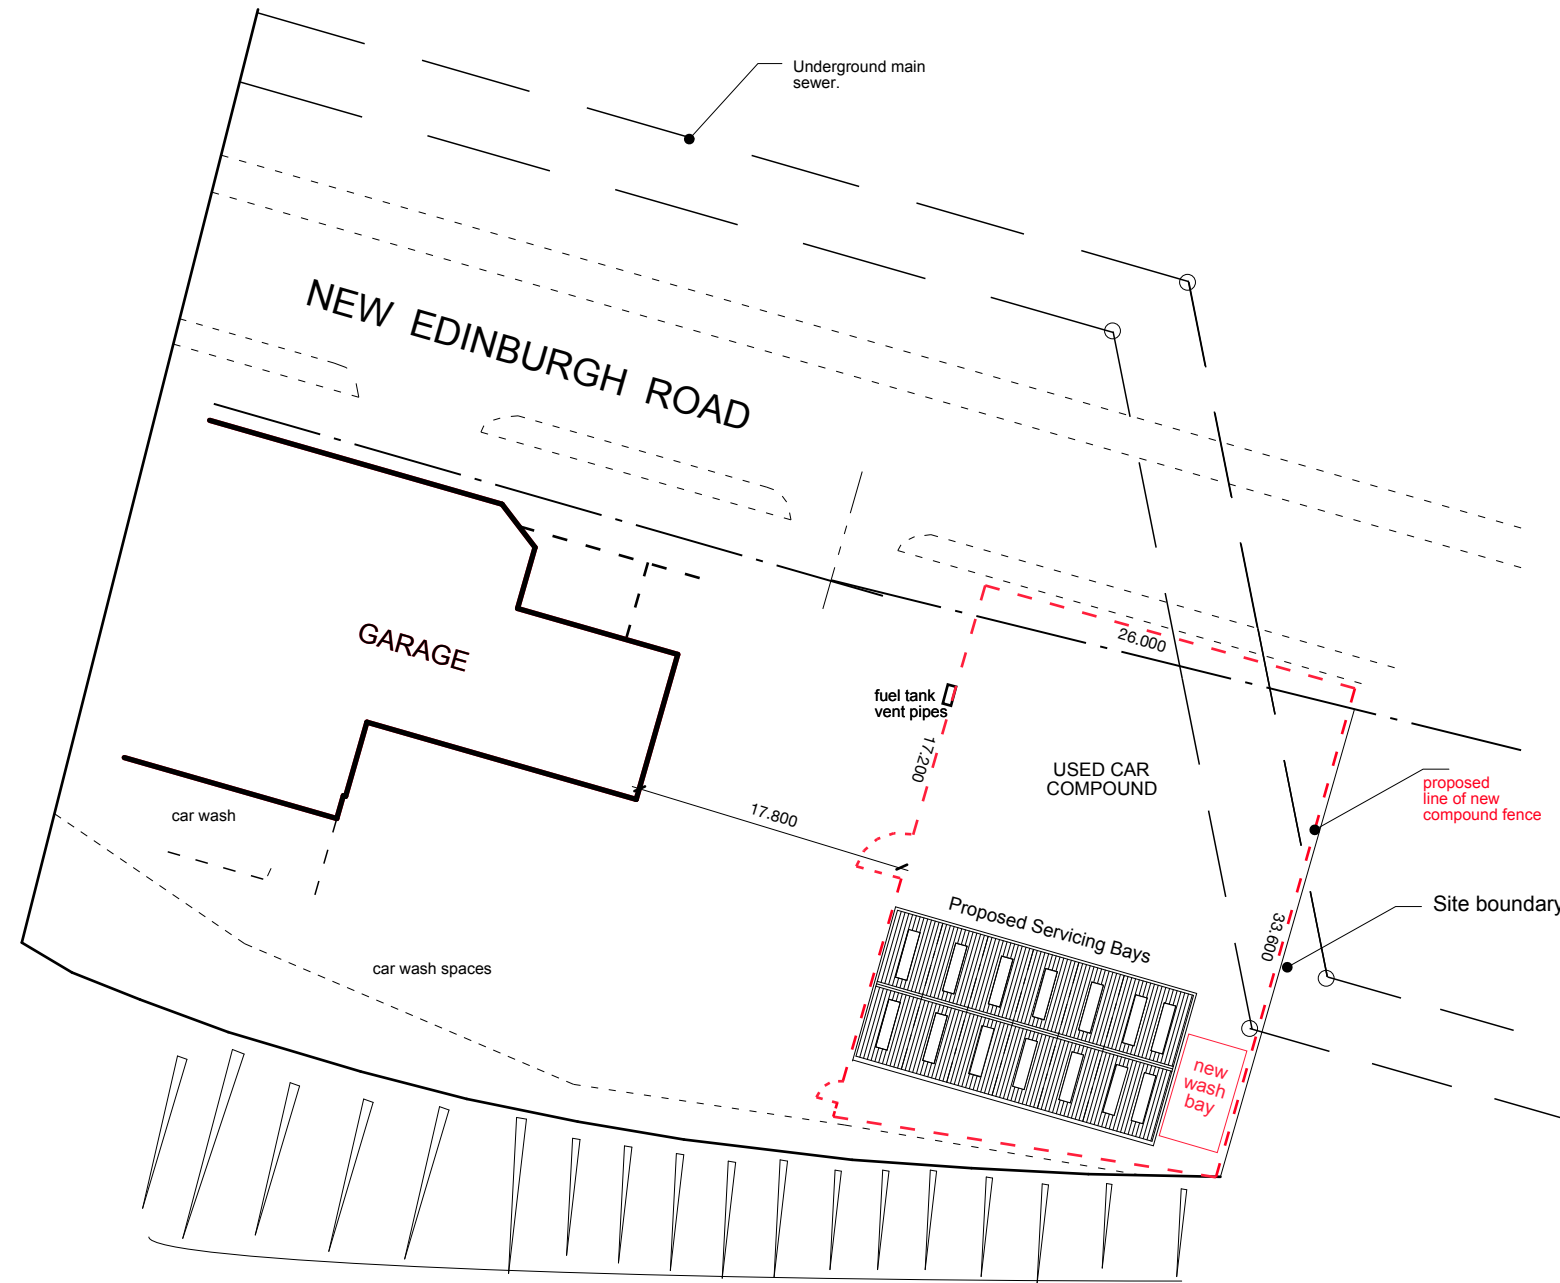 Underground main
sewer.
NEW EDINBURGH ROAD
GARAGE
26.000
fuel tank
vent pipes
17.200
USED CAR
COMPOUND
proposed
line of new
compound fence
car wash
17.800
Site boundary
33.600
Proposed Servicing Bays
car wash spaces
new
wash
bay